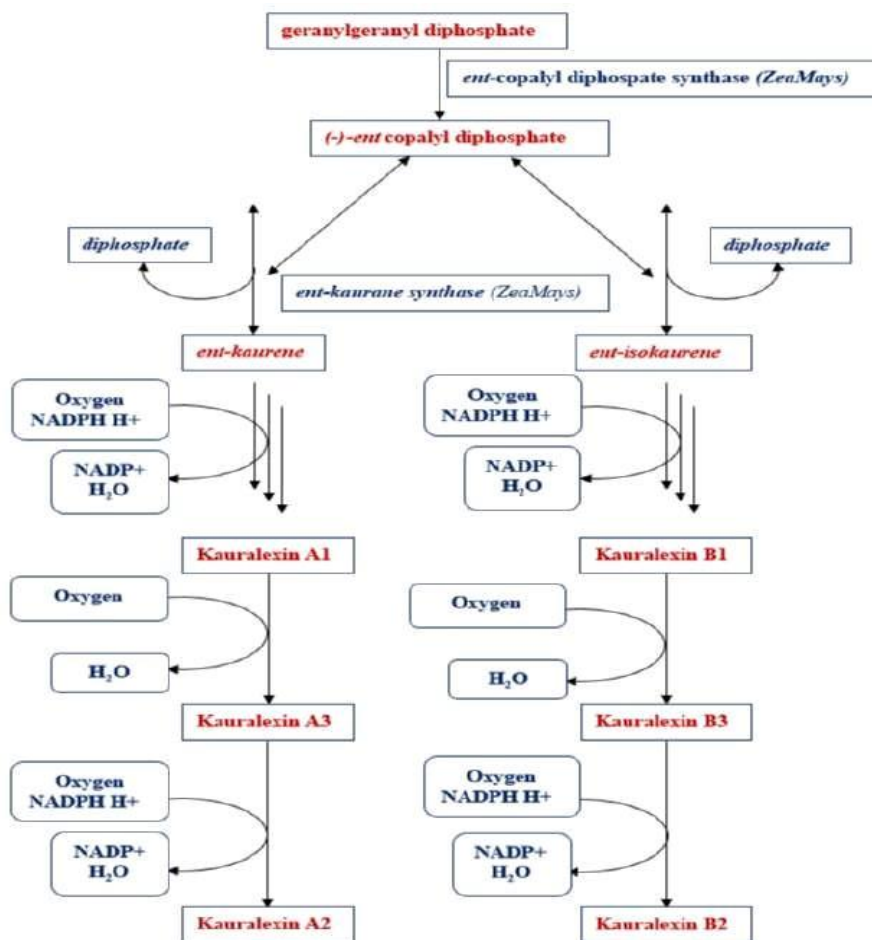 geranylgeranyl diphosphate
ent-copalyl diphospate synthase (ZeaMays)
(-)-ent copalyl diphosphate
diphosphate
diphosphate
ent-kaurane synthase (ZeaMays)
ent-kaurene
ent-isokaurene
Oxygen
NADPH H+
Oxygen
NADPH H+
NADP+
H₂O
NADP+
H₂O
Kauralexin A1
Kauralexin B1
Oxygen
Oxygen
H₂O
H₂O
Kauralexin A3
Kauralexin B3
Oxygen
NADPH H+
Oxygen
NADPH H+
NADP+
H₂O
NADP+
H₂O
Kauralexin A2
Kauralexin B2